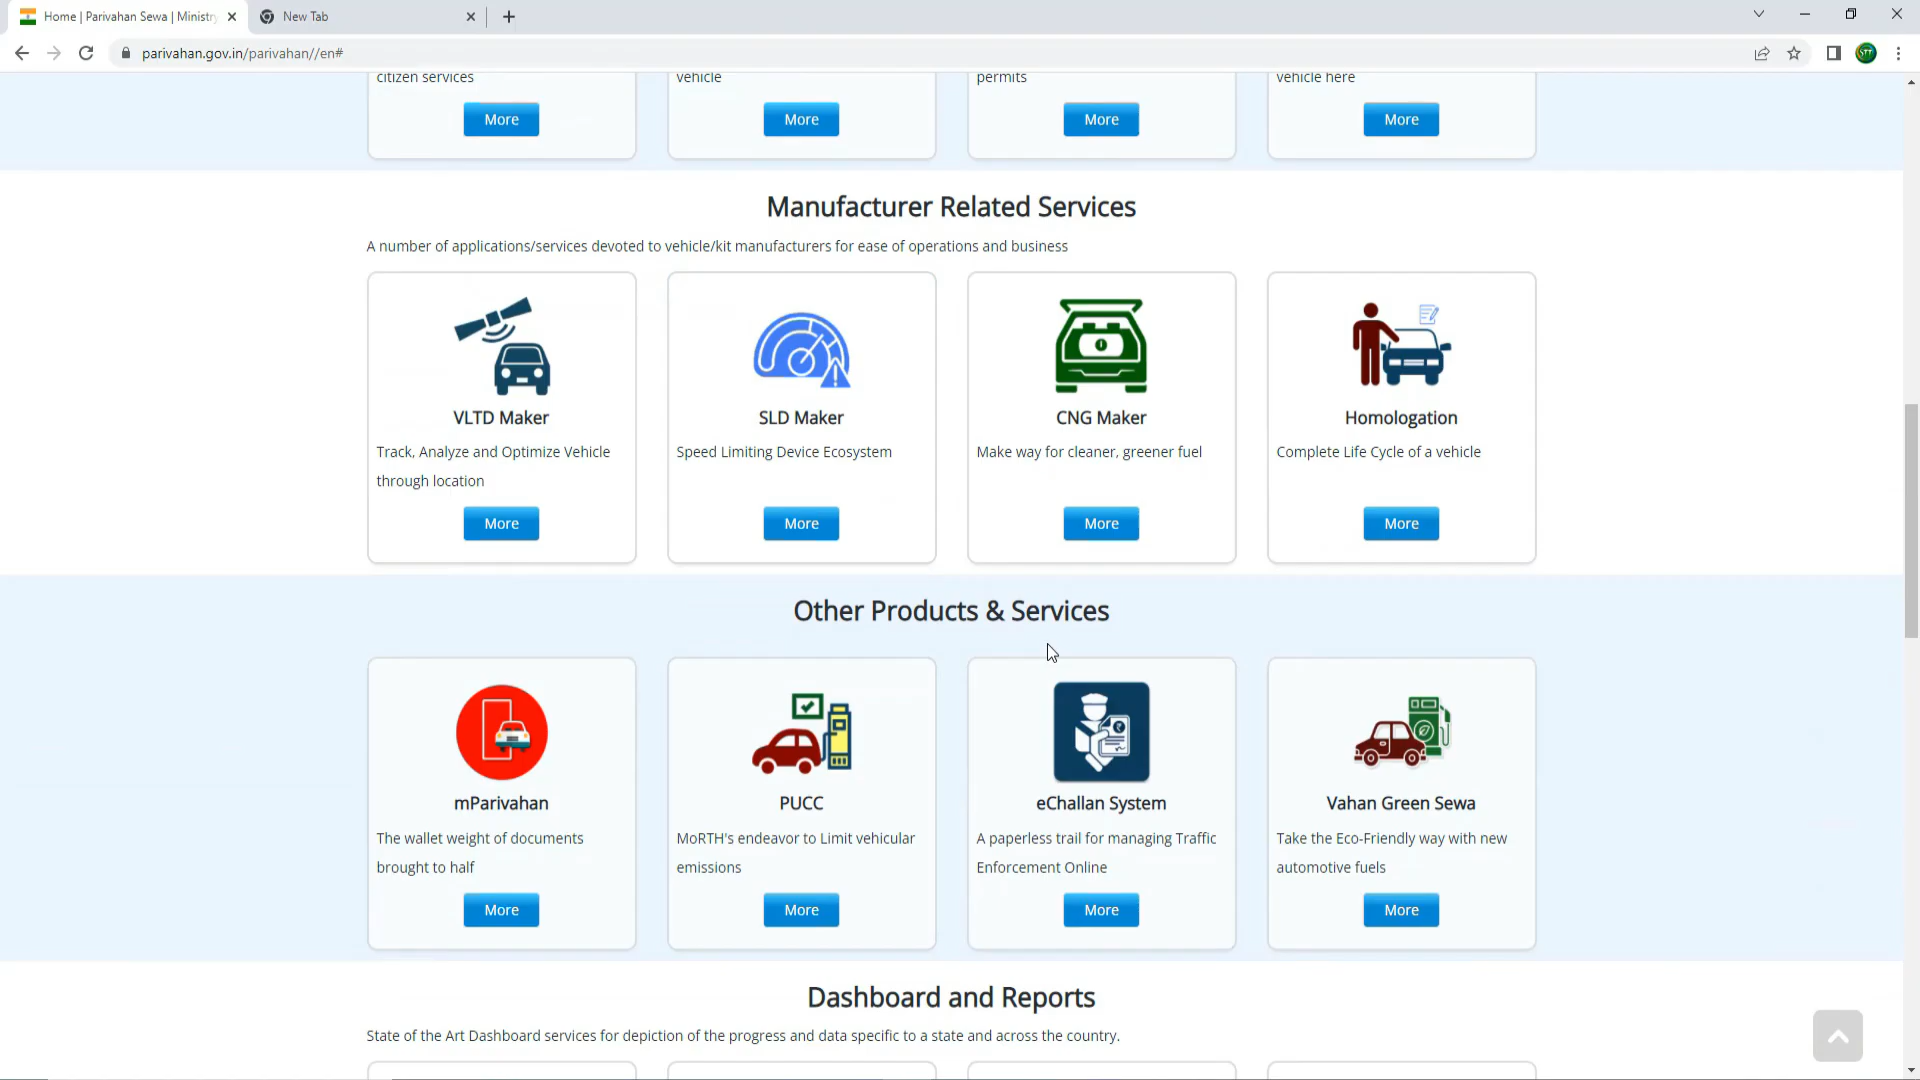 Home | Parivahan Sewa | Ministry
New Tab
parivahan.gov.in/parivahan//en#
citizen services
vehicle
permits
vehicle here
More
More
More
More
Manufacturer Related Services
A number of applications/services devoted to vehicle/kit manufacturers for ease of operations and business
VLTD Maker
Track, Analyze and Optimize Vehicle
through location
More
SLD Maker
Speed Limiting Device Ecosystem
More
CNG Maker
Make way for cleaner, greener fuel
More
Homologation
Complete Life Cycle of a vehicle
More
Other Products & Services
mParivahan
The wallet weight of documents
brought to half
More
PUCC
MoRTH's endeavor to Limit vehicular
emissions
More
eChallan System
A paperless trail for managing Traffic
Enforcement Online
More
Vahan Green Sewa
Take the Eco-Friendly way with new
automotive fuels
More
Dashboard and Reports
State of the Art Dashboard services for depiction of the progress and data specific to a state and across the country.